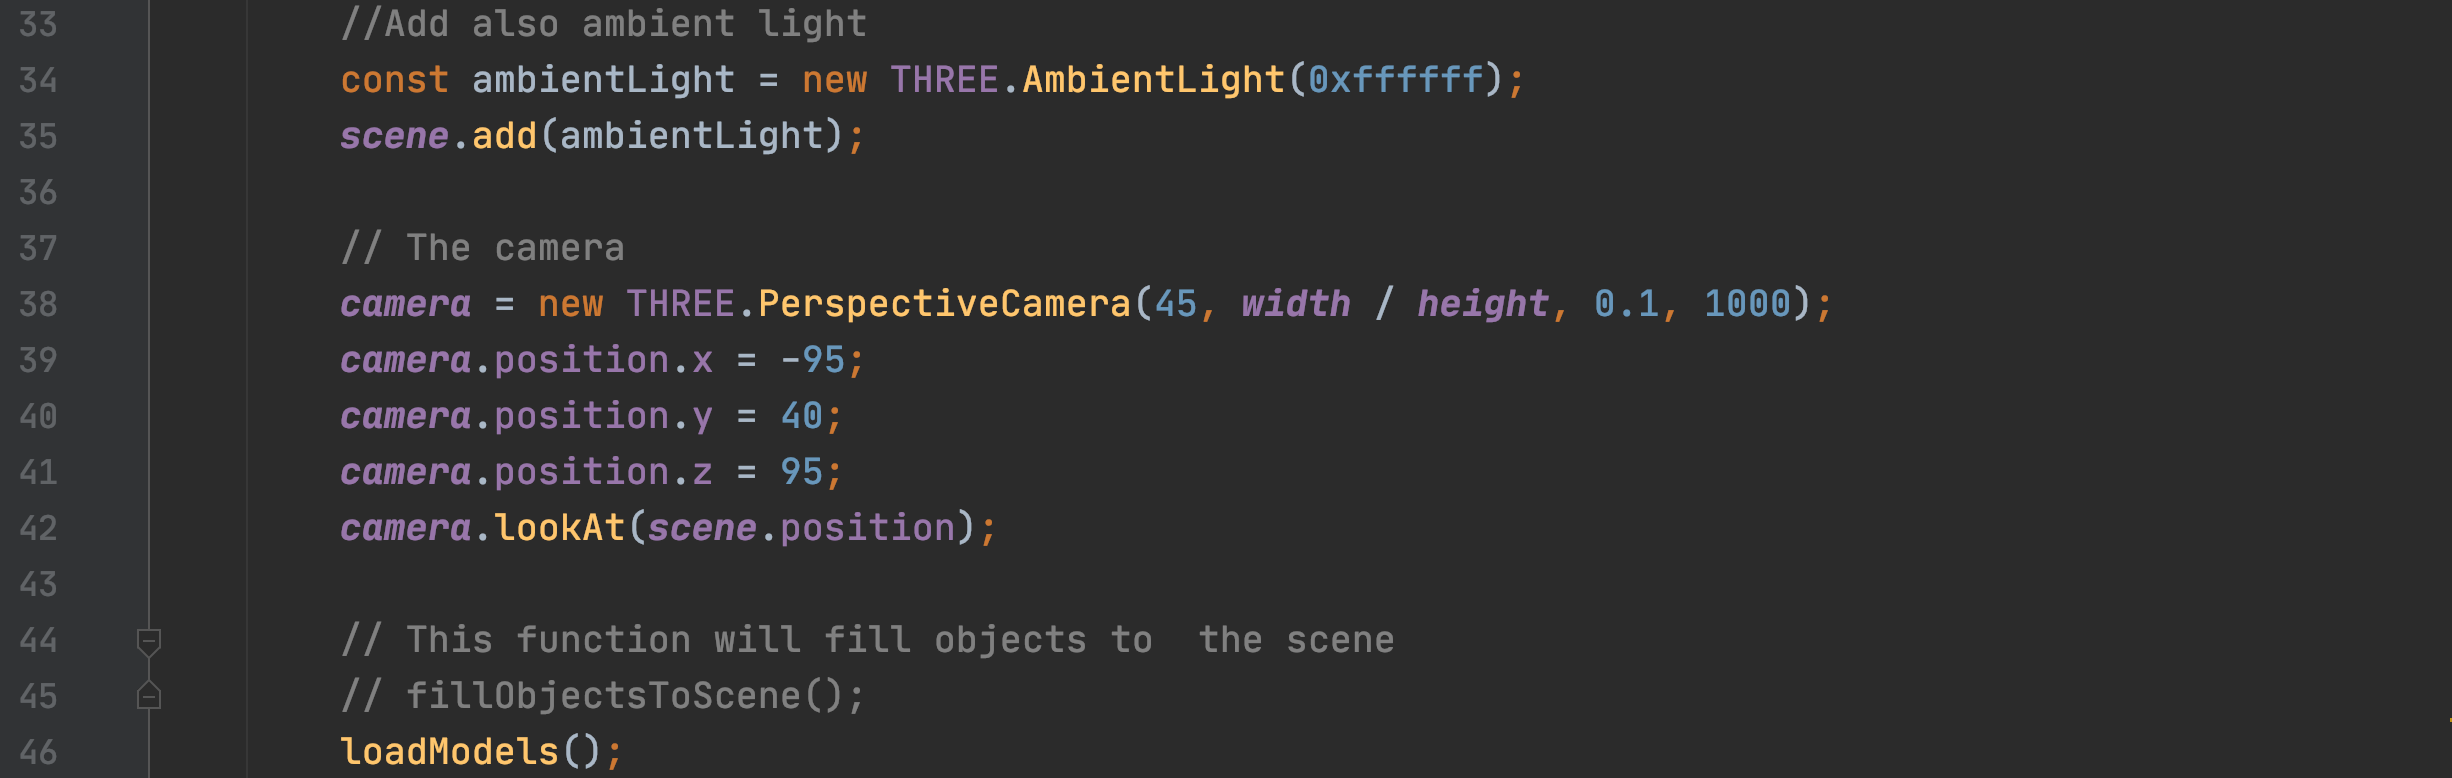 33 //Add also ambient light
34 const ambientLight = new THREE.AmbientLight(0xffffff);
35 scene.add(ambientLight);
36
37 // The camera
38 camera = new THREE.PerspectiveCamera(45, width / height, 0.1, 1000);
39 camera.position.x = -95;
40 camera.position.y = 40;
41 camera.position.z = 95;
42 camera.lookAt(scene.position);
43
44 // This function will fill objects to  the scene
45 // fillObjectsToScene();
46 loadModels();